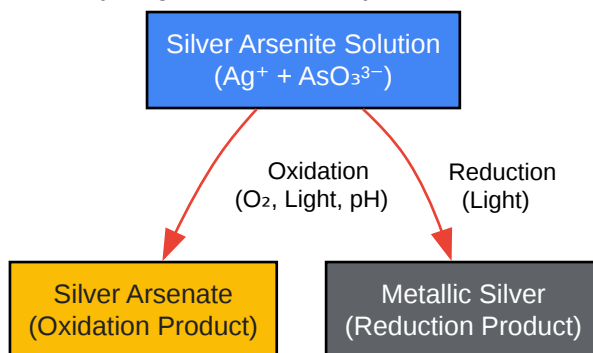 Silver Arsenite Solution
(Ag⁺ + AsO₃³⁻)
Oxidation
(O₂, Light, pH)
Reduction
(Light)
Silver Arsenate
(Oxidation Product)
Metallic Silver
(Reduction Product)